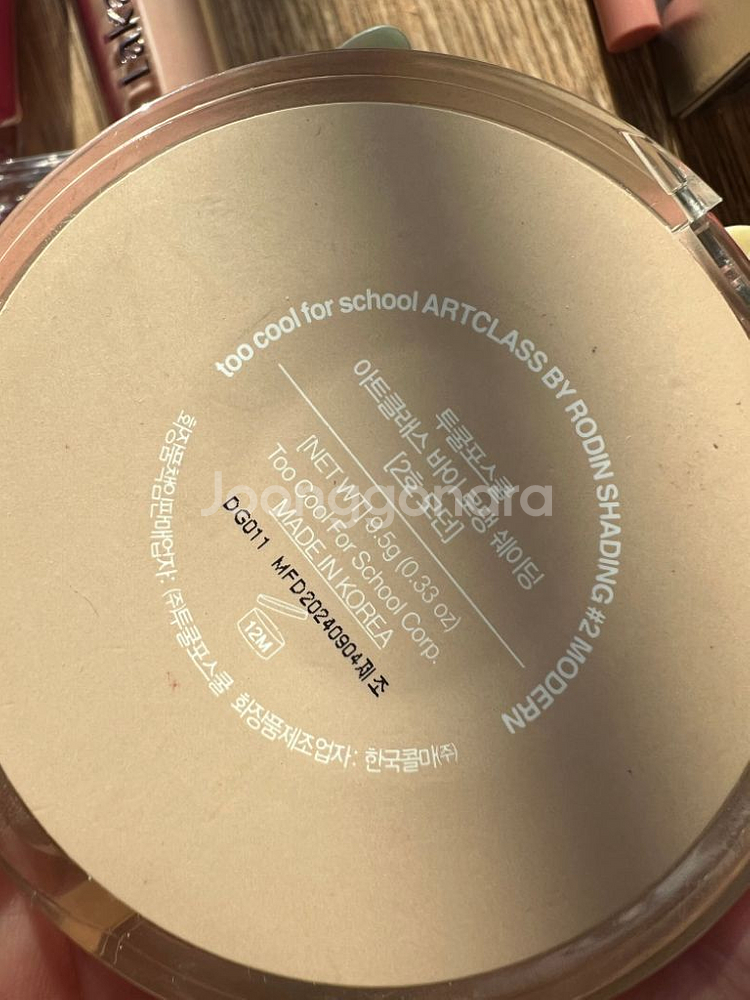 too cool for school ARTCLASS BY RODIN SHADING #2 MODERN
투쿨포스쿨
아트클래스 바이 로댕 쉐이딩
[2호 모던]
[NET WT. 9.5g (0.33 oz)
Too Cool For School Corp.
MADE IN KOREA
DG011 MFD20240904제조
12M
화장품책임판매업자: (주)투쿨포스쿨 화장품제조업자: 한국콜마(주)
Joonggonara